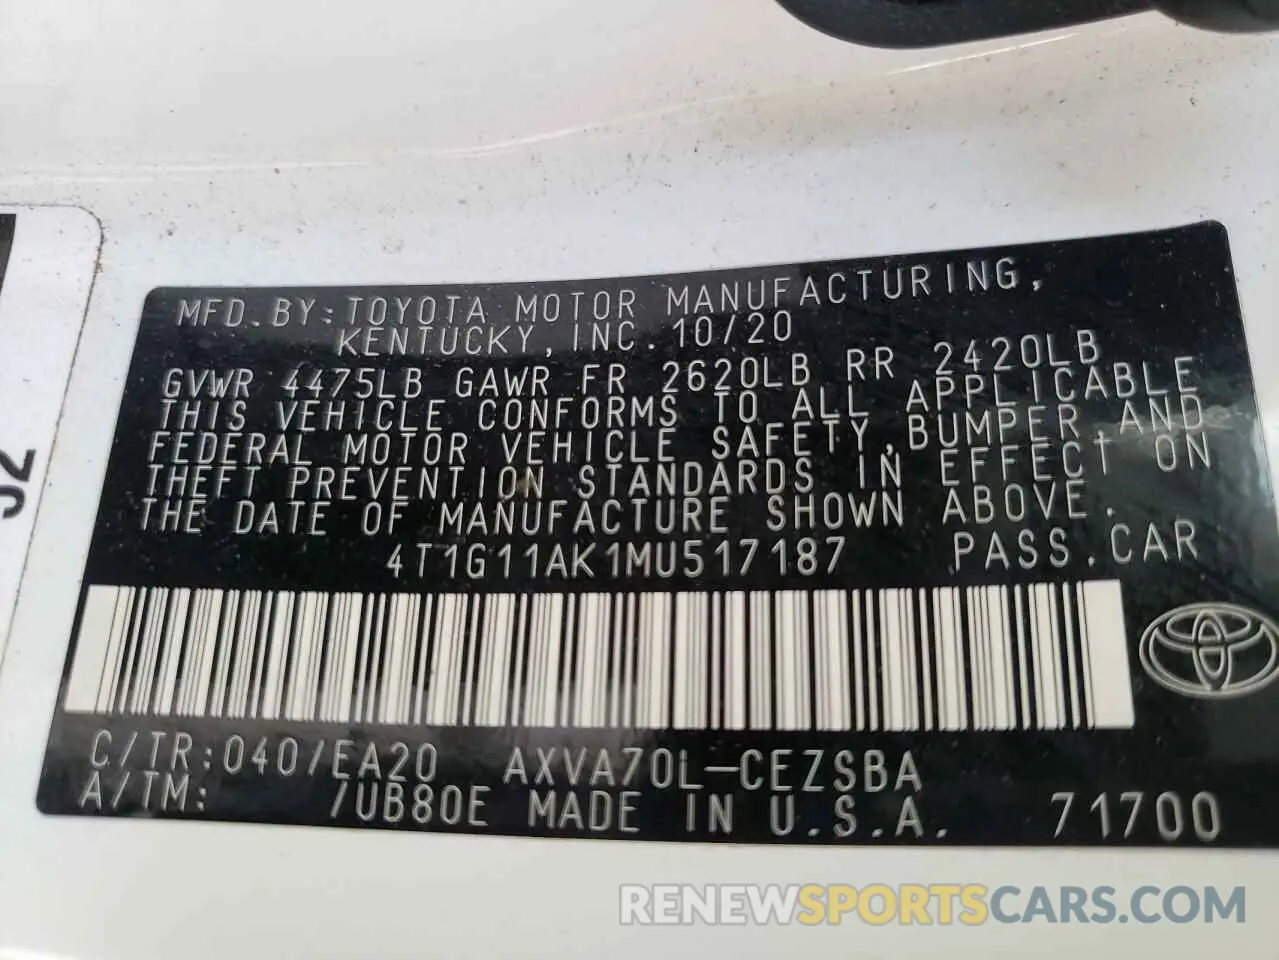 MFD.BY:TOYOTA MOTOR MANUFACTURING,
KENTUCKY, INC. 10/20
GVWR 4475LB GAWR FR 2620LB RR 2420LB
THIS VEHICLE CONFORMS TO ALL APPLICABLE
FEDERAL MOTOR VEHICLE SAFETY,BUMPER,AND
THEFT PREVENTION STANDARDS IN EFFECT ON
THE DATE OF MANUFACTURE SHOWN ABOVE.
4T1G11AK1MU517187 PASS.CAR
C/TR:040/EA20 AXVA70L-CEZSBA
A/TM: /UB80E MADE IN U.S.A. 71700
RENEWSPORTSCARS.COM